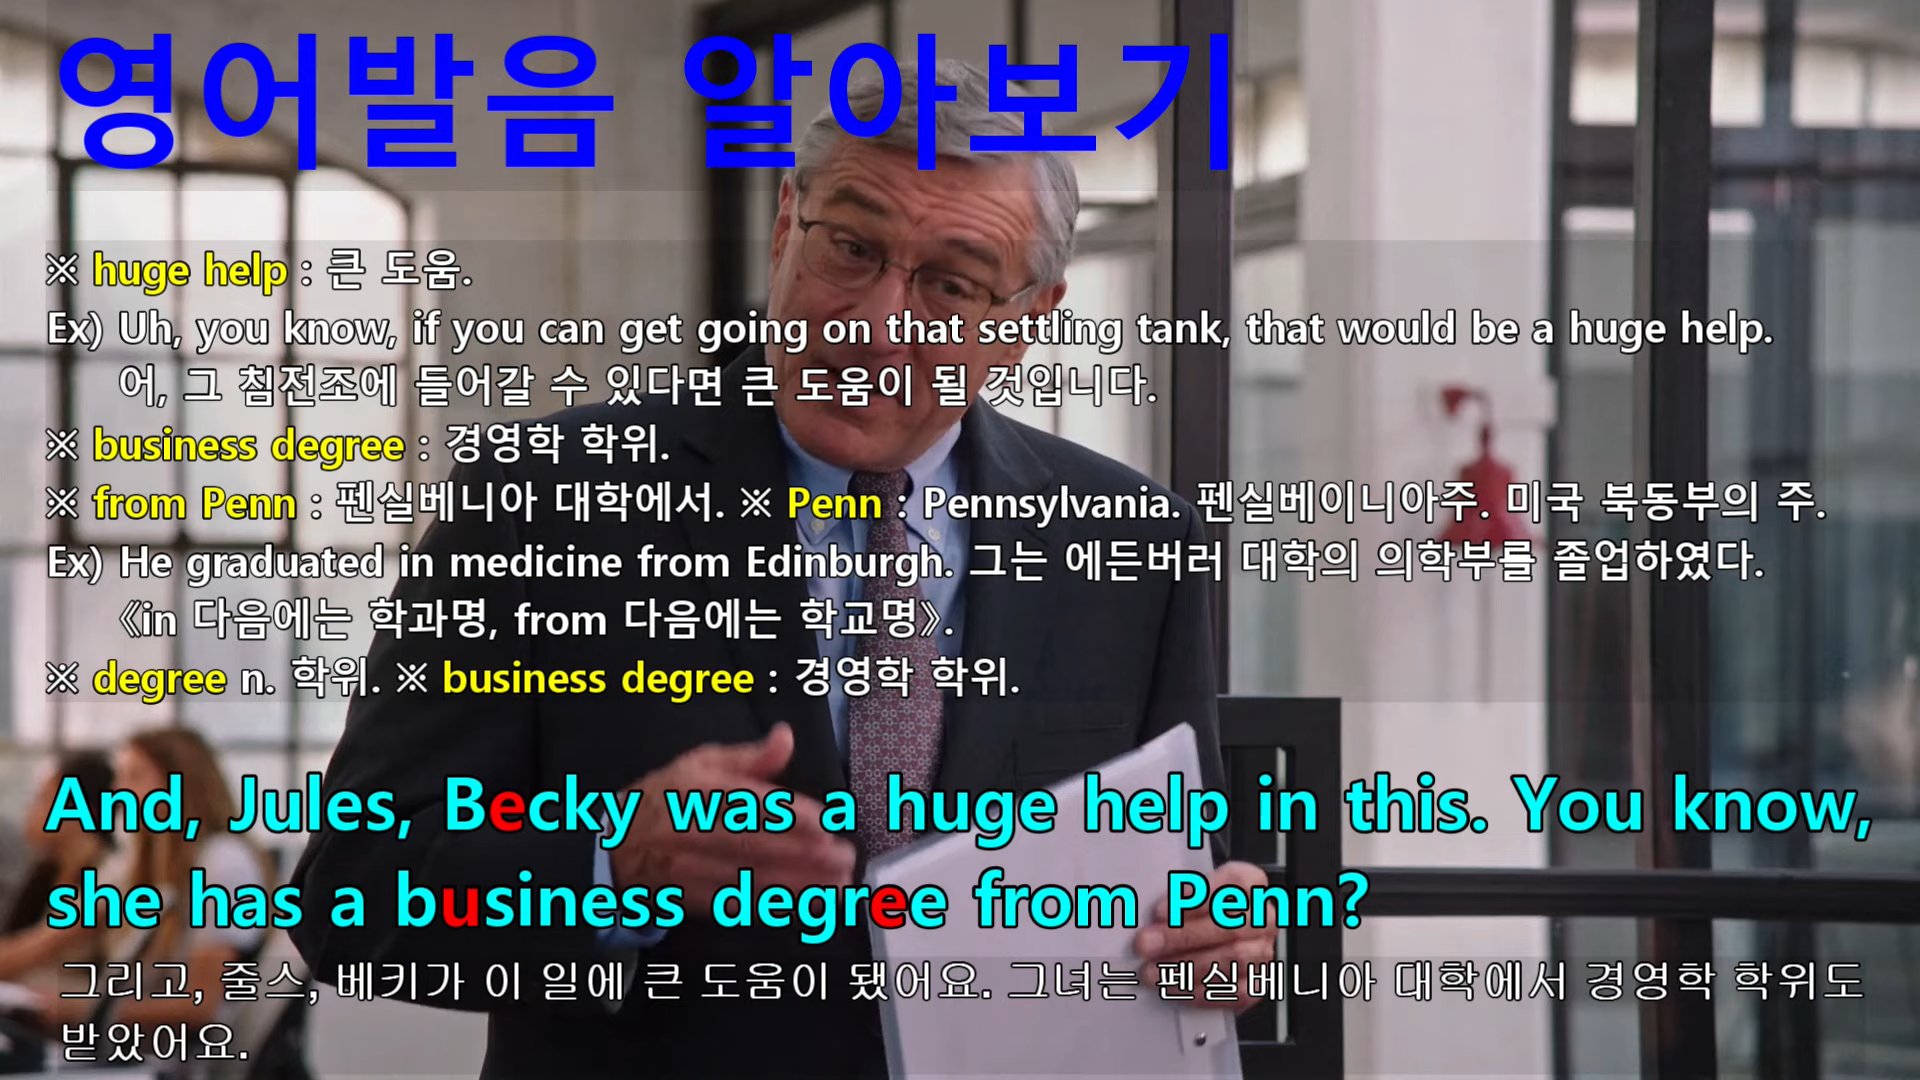 영어발음 알아보기
※ huge help : 큰 도움.
Ex) Uh, you know, if you can get going on that settling tank, that would be a huge help.
어, 그 침전조에 들어갈 수 있다면 큰 도움이 될 것입니다.
※ business degree : 경영학 학위.
※ from Penn : 펜실베니아 대학에서. ※ Penn : Pennsylvania. 펜실베이니아주. 미국 북동부의 주.
Ex) He graduated in medicine from Edinburgh. 그는 에든버러 대학의 의학부를 졸업하였다.
《in 다음에는 학과명, from 다음에는 학교명》.
※ degree n. 학위. ※ business degree : 경영학 학위.
And, Jules, Becky was a huge help in this. You know,
she has a business degree from Penn?
그리고, 줄스, 베키가 이 일에 큰 도움이 됐어요. 그녀는 펜실베니아 대학에서 경영학 학위도
받았어요.